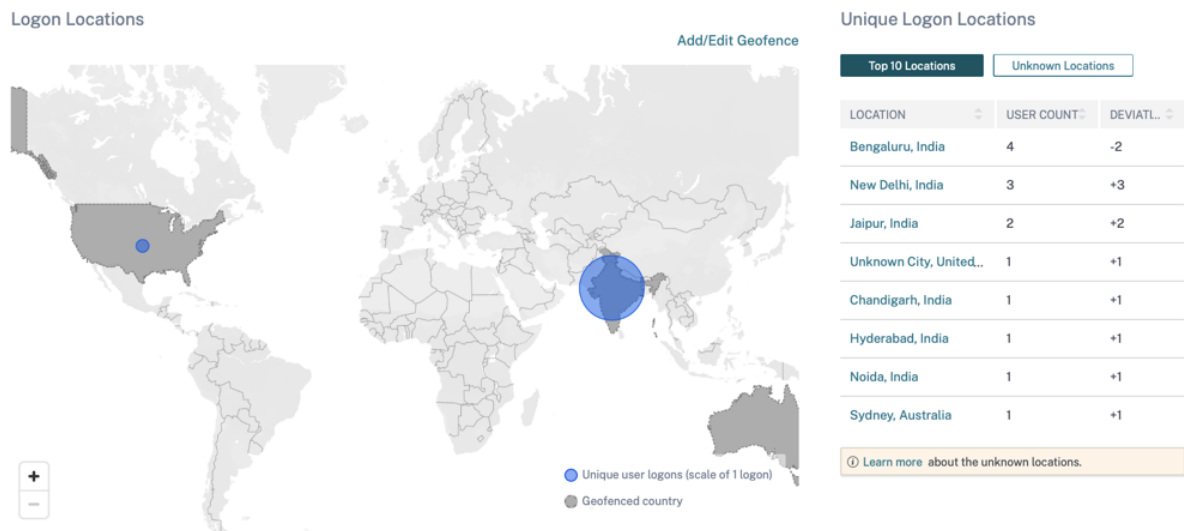 Logon Locations
Add/Edit Geofence
Unique user logons (scale of 1 logon)
Geofenced country
Unique Logon Locations
Top 10 Locations Unknown Locations
LOCATION USER COUNT DEVIATI...
Bengaluru, India 4 -2
New Delhi, India 3 +3
Jaipur, India 2 +2
Unknown City, United... 1 +1
Chandigarh, India 1 +1
Hyderabad, India 1 +1
Noida, India 1 +1
Sydney, Australia 1 +1
Learn more about the unknown locations.